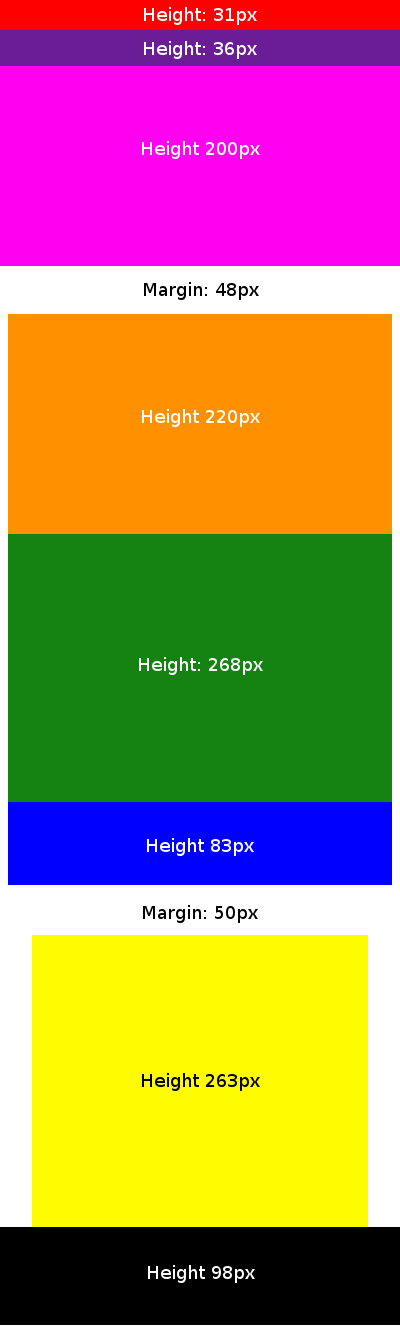 Height: 31px
Height: 36px
Height 200px
Margin: 48px
Height 220px
Height: 268px
Height 83px
Margin: 50px
Height 263px
Height 98px